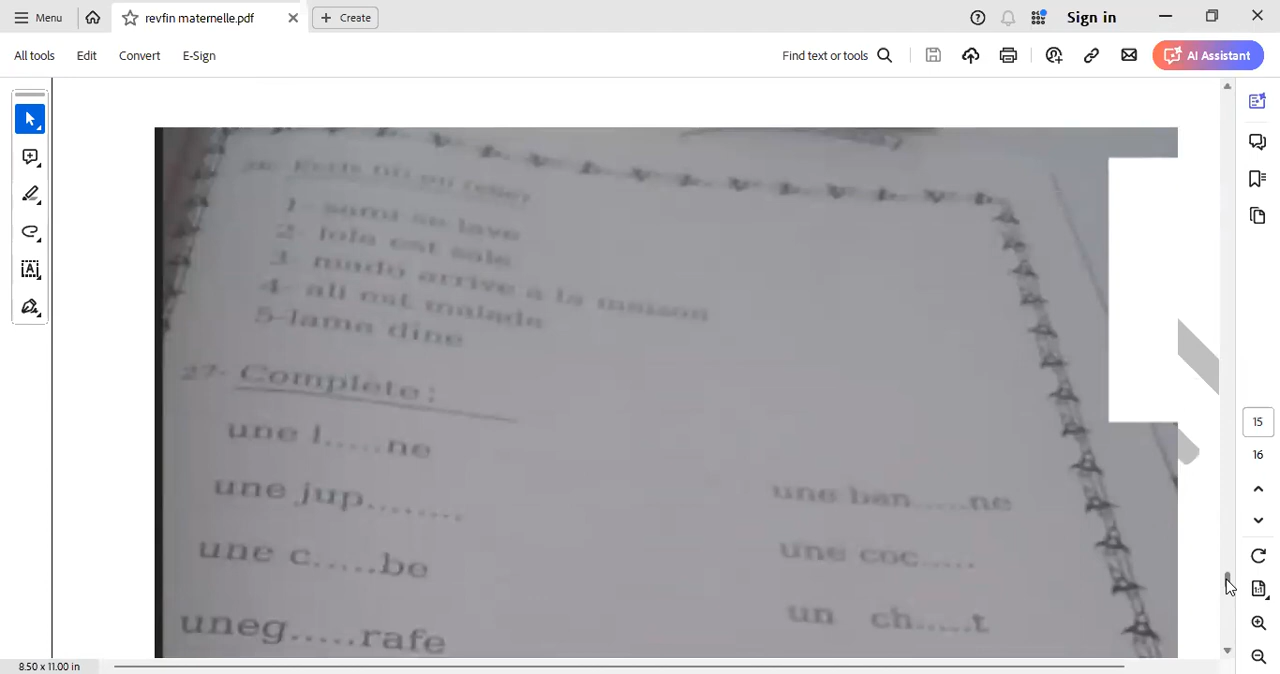 Menu
revfin maternelle.pdf
Create
Sign in
All tools
Edit
Convert
E-Sign
Find text or tools
AI Assistant
1- sami se lave
2- lola est sale
3- mado arrive a la maison
4- ali est malade
5-lama dine
27- Complete :
une l.....ne
une jup........
une ban.....ne
une c.....be
une coc.....
uneg.....rafe
un ch.....t
15
16
8.50 x 11.00 in